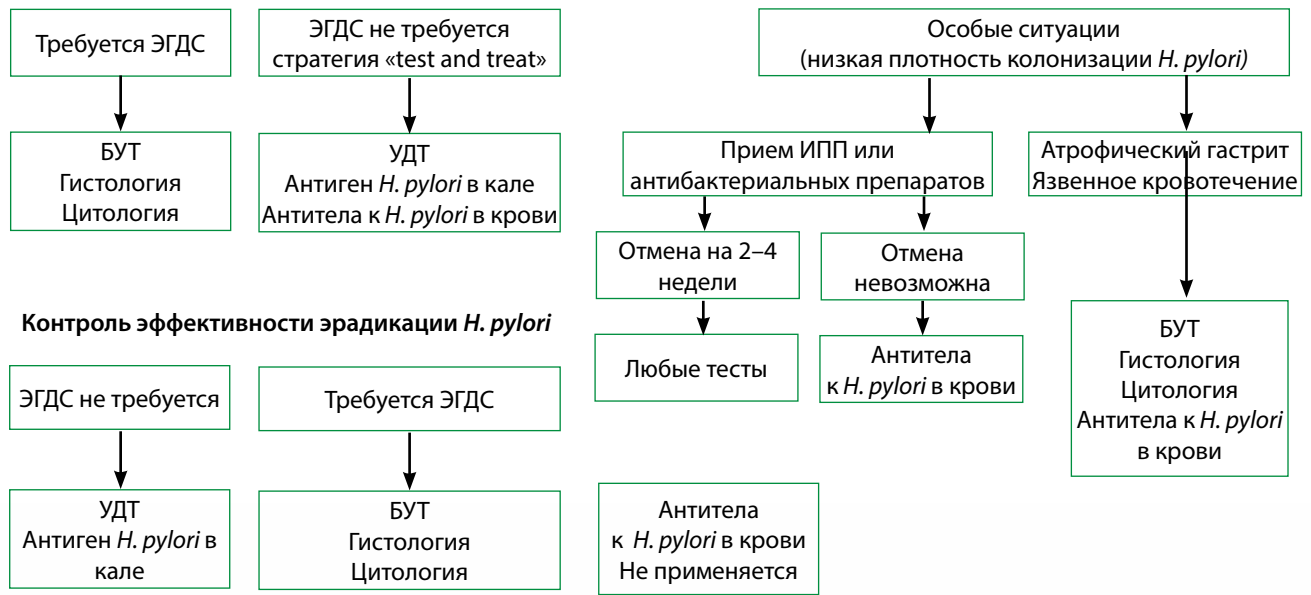 Требуется ЭГДС
ЭГДС не требуется
стратегия «test and treat»
Особые ситуации
(низкая плотность колонизации H. pylori)
БУТ
Гистология
Цитология
УДТ
Антиген H. pylori в кале
Антитела к H. pylori в крови
Прием ИПП или
антибактериальных препаратов
Атрофический гастрит
Язвенное кровотечение
Отмена на 2–4
недели
Отмена
невозможна
Любые тесты
Антитела
к H. pylori в крови
БУТ
Гистология
Цитология
Антитела к H. pylori
в крови
Контроль эффективности эрадикации H. pylori
ЭГДС не требуется
Требуется ЭГДС
УДТ
Антиген H. pylori в
кале
БУТ
Гистология
Цитология
Антитела
к H. pylori в крови
Не применяется